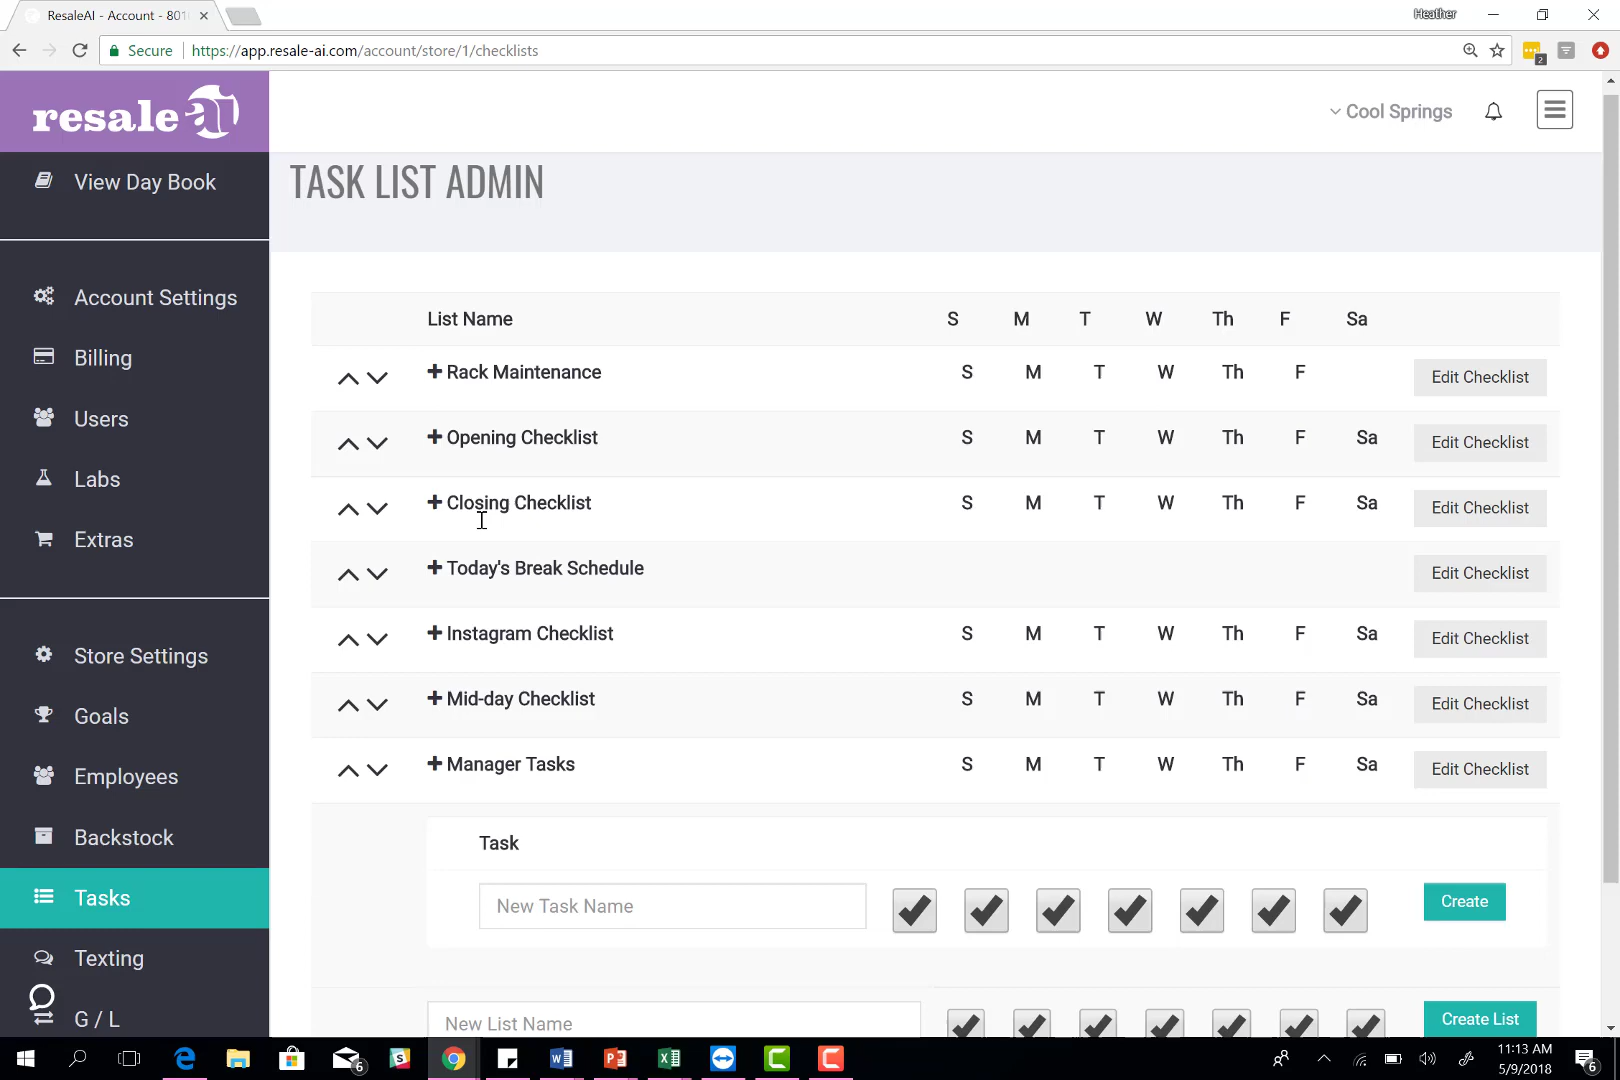 ResaleAI - Account - 801
Heather
Secure
https://app.resale-ai.com/account/store/1/checklists
2
resale ai
Cool Springs
View Day Book
TASK LIST ADMIN
Account Settings
Billing
Users
Labs
Extras
Store Settings
Goals
Employees
Backstock
Tasks
Texting
G / L
List Name S M T W Th F Sa
Rack Maintenance S M T W Th F Edit Checklist
Opening Checklist S M T W Th F Sa Edit Checklist
Closing Checklist S M T W Th F Sa Edit Checklist
Today's Break Schedule Edit Checklist
Instagram Checklist S M T W Th F Sa Edit Checklist
Mid-day Checklist S M T W Th F Sa Edit Checklist
Manager Tasks S M T W Th F Sa Edit Checklist
Task
New Task Name Create
New List Name Create List
6
11:13 AM
5/9/2018
6